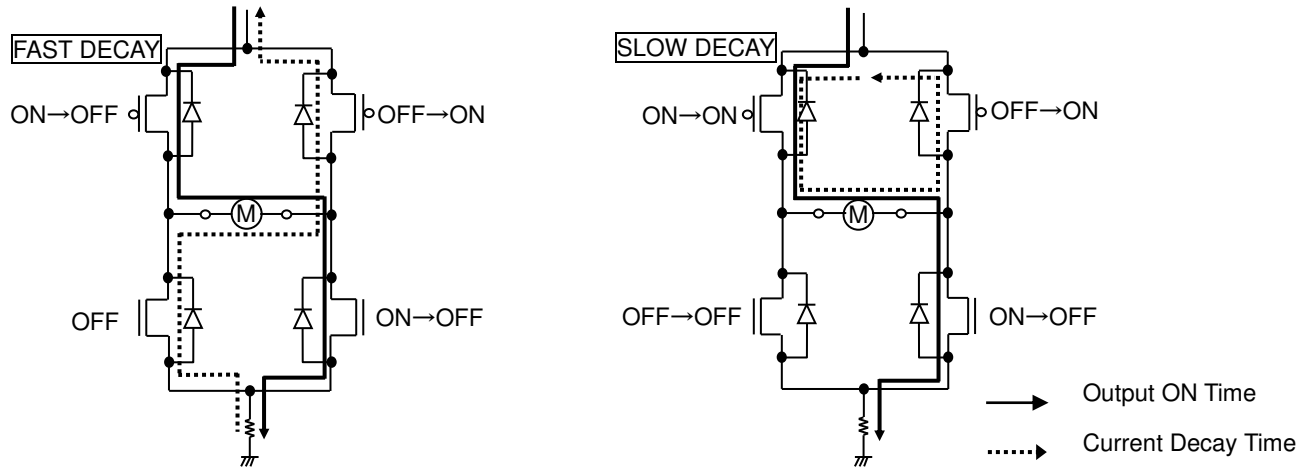 FAST DECAY
ON→OFF
OFF→ON
M
OFF
ON→OFF
SLOW DECAY
ON→ON
OFF→ON
M
OFF→OFF
ON→OFF
Output ON Time
Current Decay Time